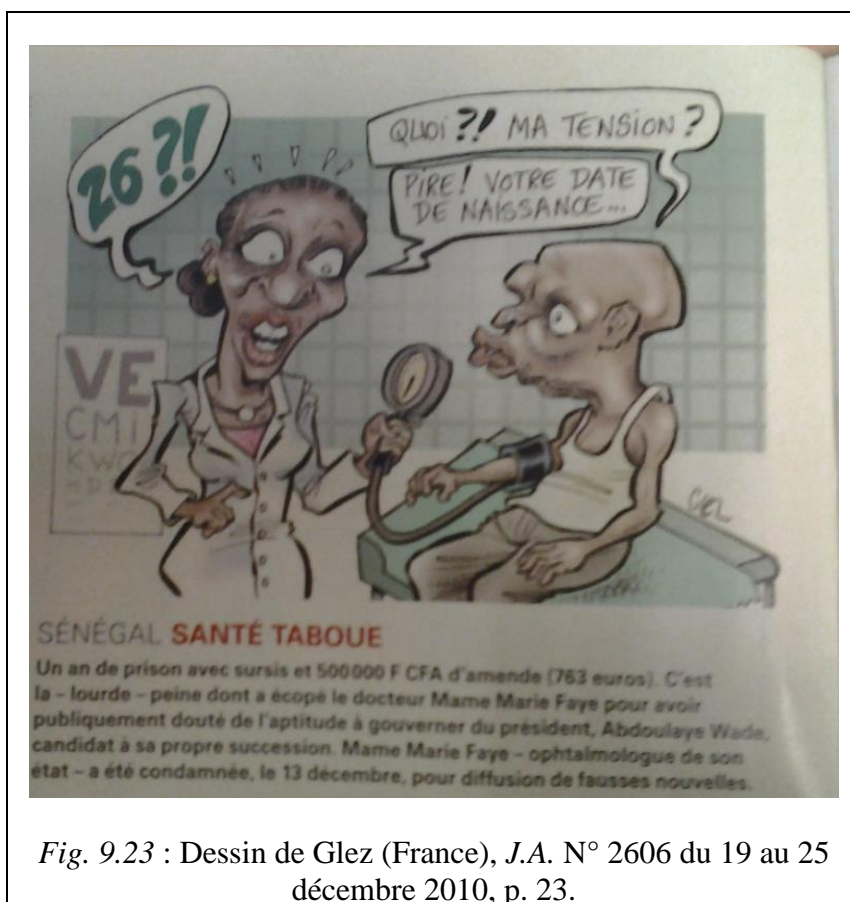 26 ?!
QUOI ?! MA TENSION ?
PIRE ! VOTRE DATE
DE NAISSANCE...
VE
CMI
KWC
HD
GLEZ
SÉNÉGAL SANTÉ TABOUE
Un an de prison avec sursis et 500 000 F CFA d'amende (763 euros). C'est
la – lourde – peine dont a écopé le docteur Mame Marie Faye pour avoir
publiquement douté de l'aptitude à gouverner du président, Abdoulaye Wade,
candidat à sa propre succession. Mame Marie Faye – ophtalmologue de son
état – a été condamnée, le 13 décembre, pour diffusion de fausses nouvelles.
Fig. 9.23 : Dessin de Glez (France), J.A. N° 2606 du 19 au 25
décembre 2010, p. 23.